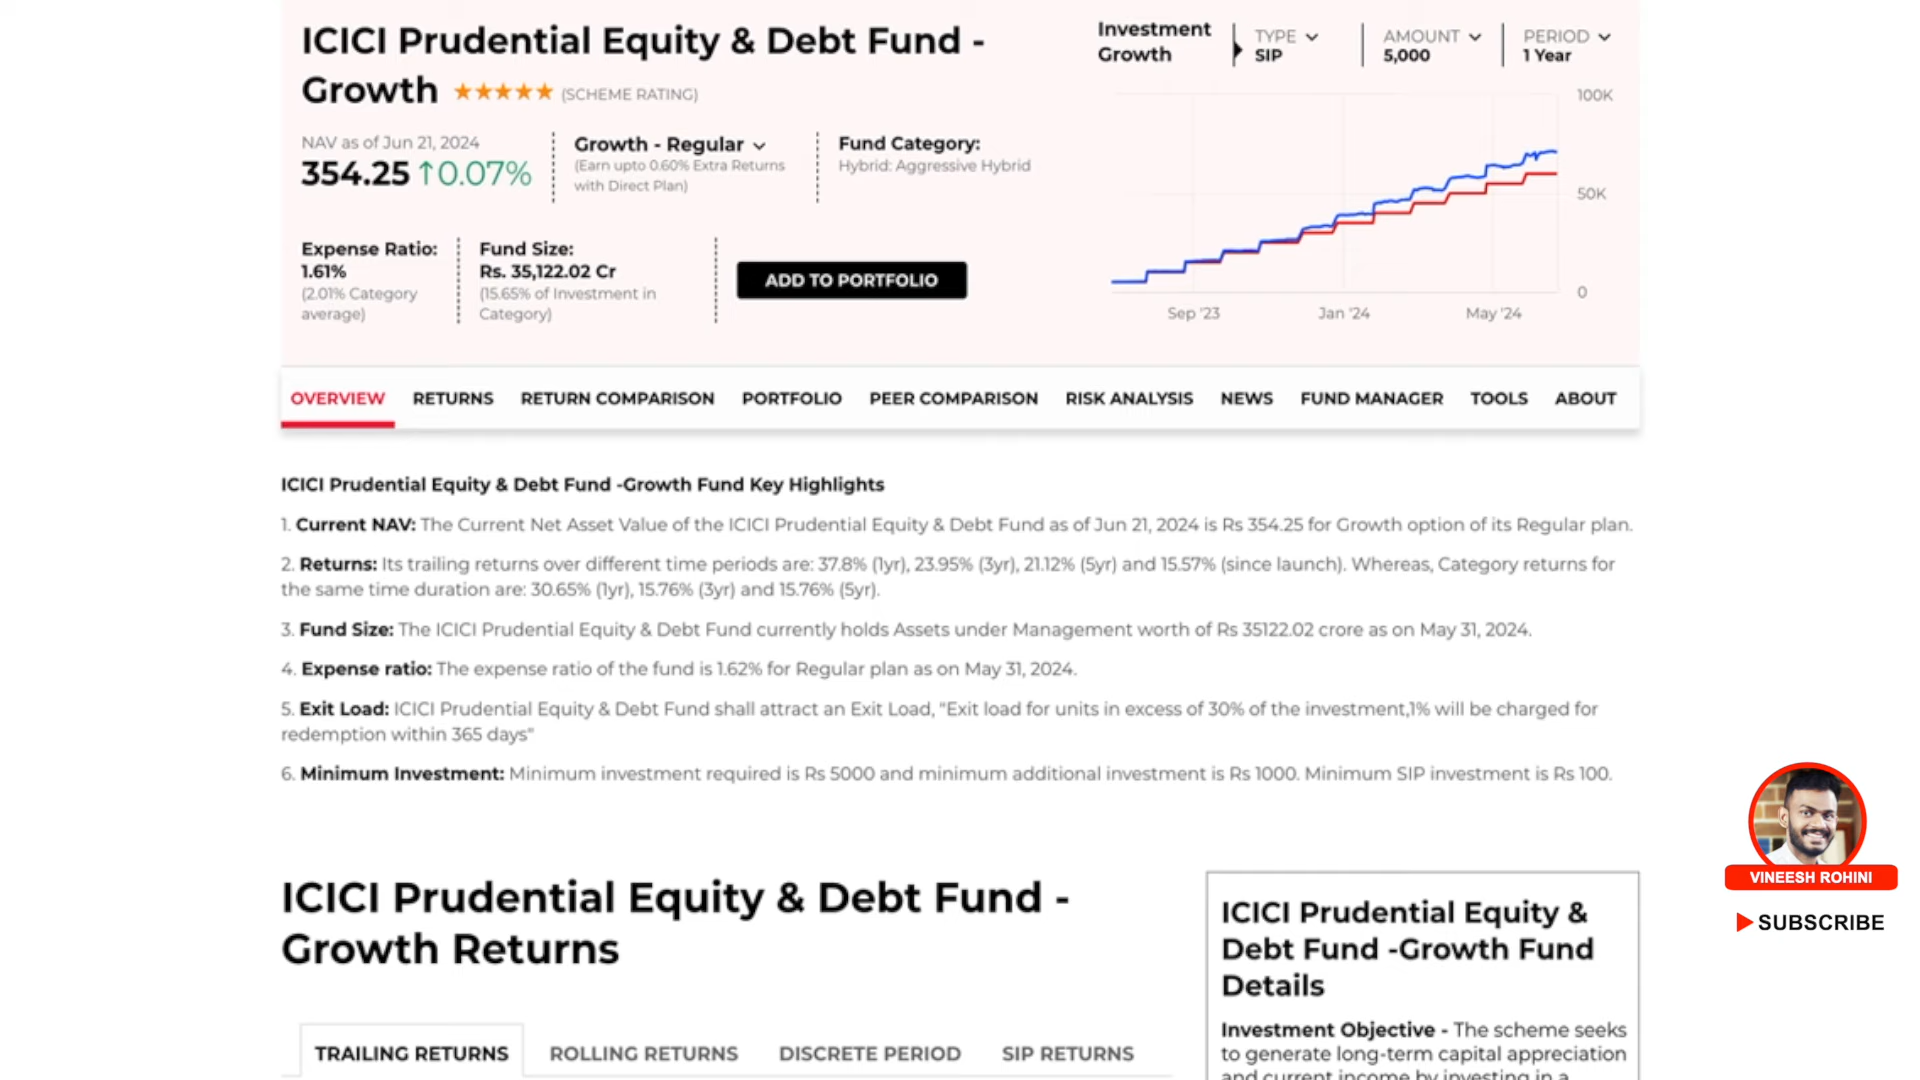 ICICI Prudential Equity & Debt Fund -
Growth ★★★★★ (SCHEME RATING)
NAV as of Jun 21, 2024
354.25 ↑0.07%
Growth - Regular
(Earn upto 0.60% Extra Returns
with Direct Plan)
Fund Category:
Hybrid: Aggressive Hybrid
Expense Ratio:
1.61%
(2.01% Category
average)
Fund Size:
Rs. 35,122.02 Cr
(15.65% of Investment in
Category)
ADD TO PORTFOLIO
Investment
Growth
TYPE
SIP
AMOUNT
5,000
PERIOD
1 Year
100K
50K
0
Sep '23
Jan '24
May '24
OVERVIEW
RETURNS
RETURN COMPARISON
PORTFOLIO
PEER COMPARISON
RISK ANALYSIS
NEWS
FUND MANAGER
TOOLS
ABOUT
ICICI Prudential Equity & Debt Fund -Growth Fund Key Highlights
1. Current NAV: The Current Net Asset Value of the ICICI Prudential Equity & Debt Fund as of Jun 21, 2024 is Rs 354.25 for Growth option of its Regular plan.
2. Returns: Its trailing returns over different time periods are: 37.8% (1yr), 23.95% (3yr), 21.12% (5yr) and 15.57% (since launch). Whereas, Category returns for
the same time duration are: 30.65% (1yr), 15.76% (3yr) and 15.76% (5yr).
3. Fund Size: The ICICI Prudential Equity & Debt Fund currently holds Assets under Management worth of Rs 35122.02 crore as on May 31, 2024.
4. Expense ratio: The expense ratio of the fund is 1.62% for Regular plan as on May 31, 2024.
5. Exit Load: ICICI Prudential Equity & Debt Fund shall attract an Exit Load, "Exit load for units in excess of 30% of the investment,1% will be charged for
redemption within 365 days"
6. Minimum Investment: Minimum investment required is Rs 5000 and minimum additional investment is Rs 1000. Minimum SIP investment is Rs 100.
ICICI Prudential Equity & Debt Fund -
Growth Returns
TRAILING RETURNS
ROLLING RETURNS
DISCRETE PERIOD
SIP RETURNS
ICICI Prudential Equity &
Debt Fund -Growth Fund
Details
Investment Objective - The scheme seeks
to generate long-term capital appreciation
and current income by investing in a
VINEESH ROHINI
SUBSCRIBE